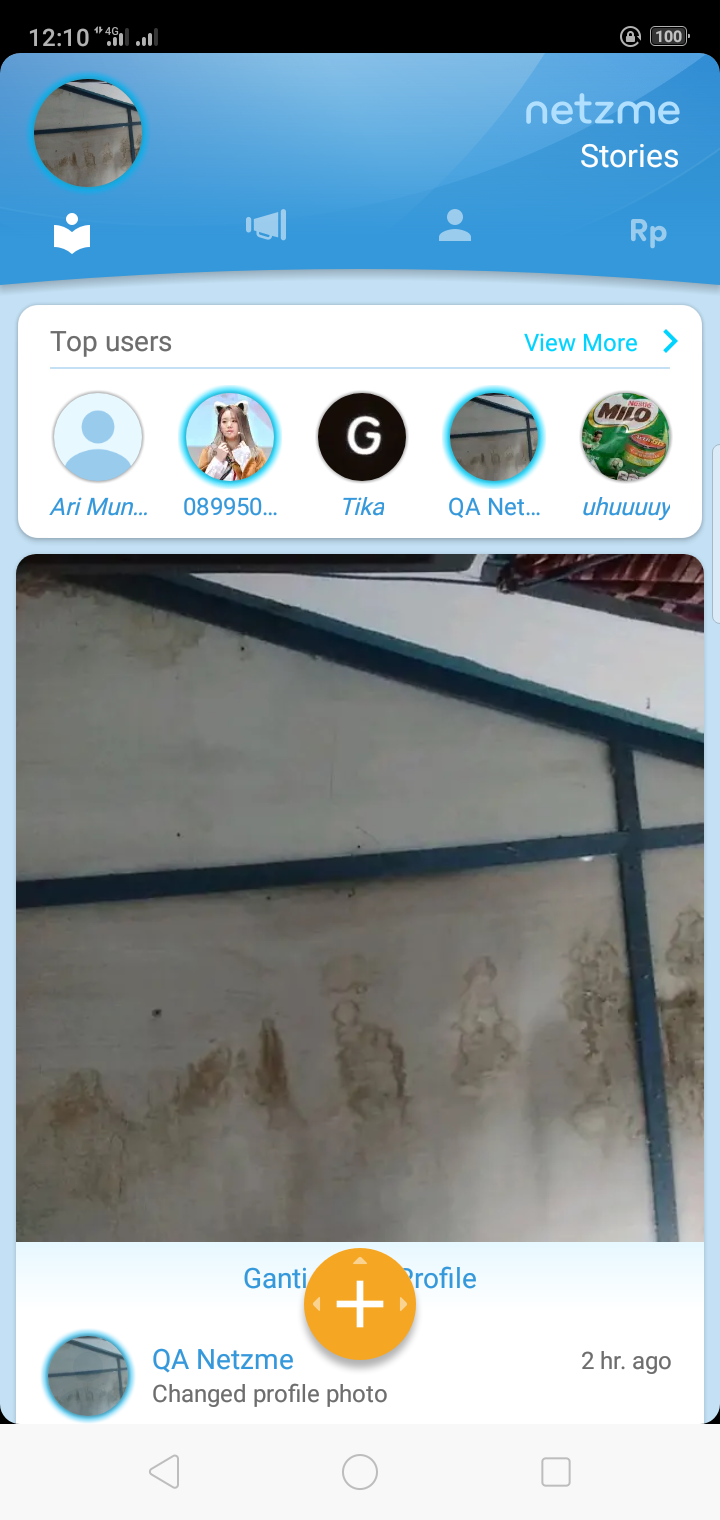 12:10 4G 100
netzme
Stories
Rp
Top users View More
G
Nestlé
MILO
Ari Mun... 089950... Tika QA Net... uhuuuuy
Ganti Profile
QA Netzme 2 hr. ago
Changed profile photo